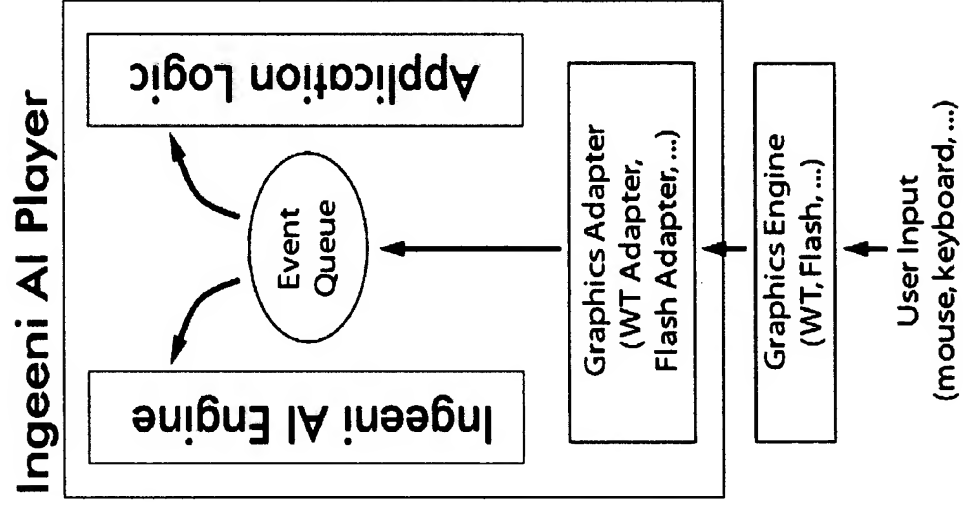 Ingeeni AI Player
Ingeeni AI Engine
Application Logic
Event
Queue
Graphics Adapter
(WT Adapter,
Flash Adapter, ...)
Graphics Engine
(WT, Flash, ...)
User Input
(mouse, keyboard, ...)